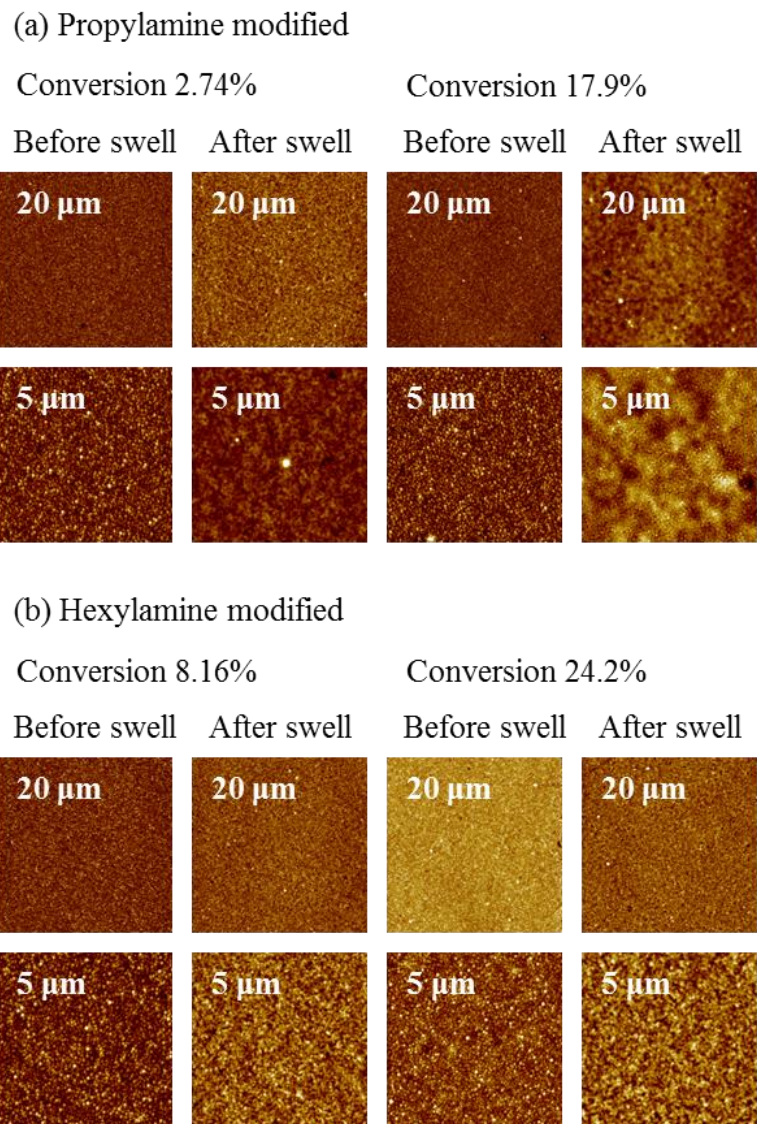 (a) Propylamine modified
Conversion 2.74% Conversion 17.9%
Before swell After swell Before swell After swell
20 µm 20 µm 20 µm 20 µm
5 µm 5 µm 5 µm 5 µm
(b) Hexylamine modified
Conversion 8.16% Conversion 24.2%
Before swell After swell Before swell After swell
20 µm 20 µm 20 µm 20 µm
5 µm 5 µm 5 µm 5 µm